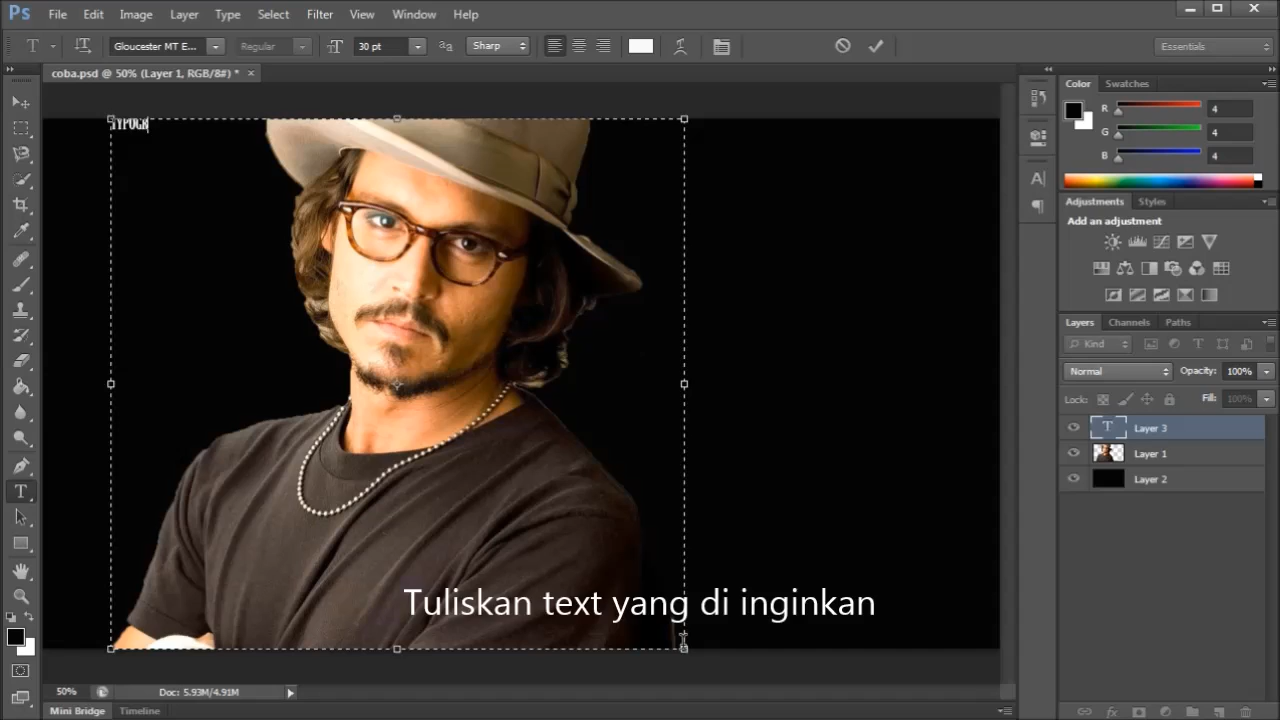 Ps File Edit Image Layer Type Select Filter View Window Help
T Gloucester MT E... Regular 30 pt aa Sharp Essentials
coba.psd @ 50% (Layer 1, RGB/8#) * ×
Color Swatches
R 4
G 4
B 4
Adjustments Styles
Add an adjustment
Layers Channels Paths
Kind
Normal Opacity: 100%
Lock: Fill: 100%
T Layer 3
Layer 1
Layer 2
TYPOGR
Tuliskan text yang di inginkan
50% Doc: 5.93M/4.91M
Mini Bridge Timeline